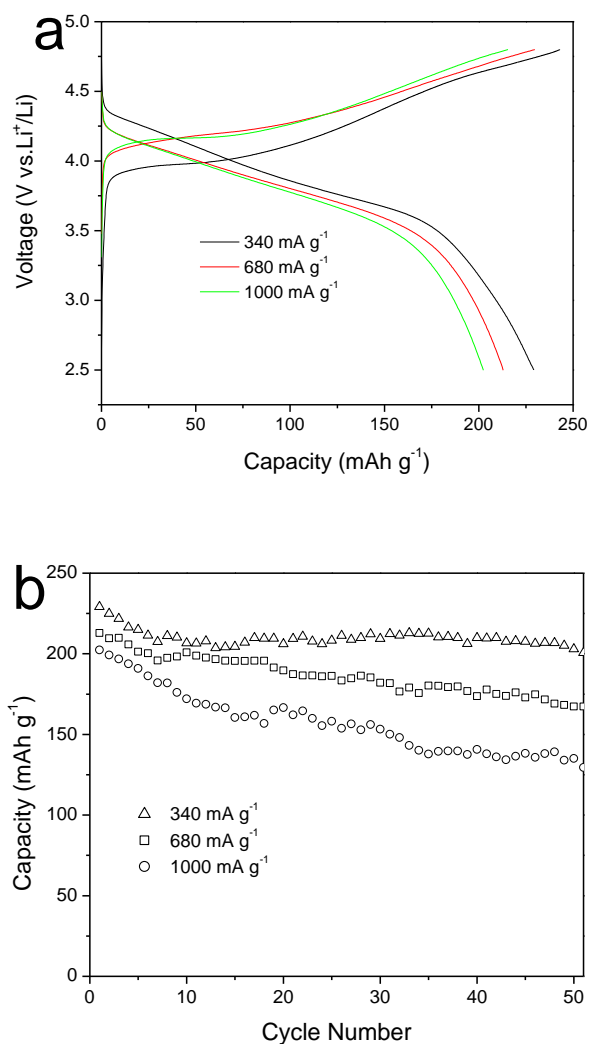 a
5.0
4.5
4.0
3.5
3.0
2.5
Voltage (V vs.Li⁺/Li)
340 mA g⁻¹
680 mA g⁻¹
1000 mA g⁻¹
0 50 100 150 200 250
Capacity (mAh g⁻¹)
b
250
200
150
100
50
0
Capacity (mAh g⁻¹)
340 mA g⁻¹
680 mA g⁻¹
1000 mA g⁻¹
0 10 20 30 40 50
Cycle Number